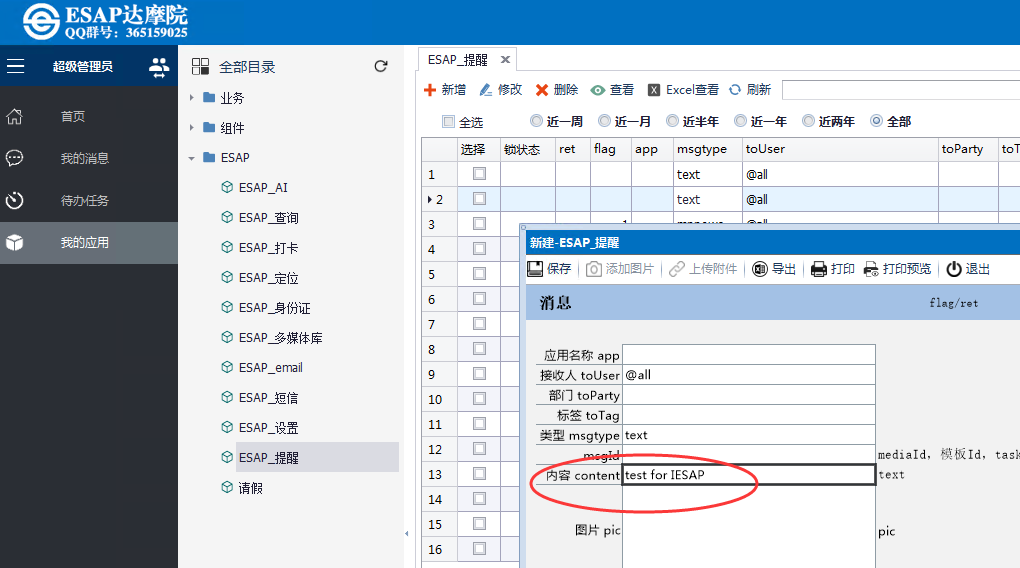 ESAP达摩院
QQ群号：365159025
超级管理员
首页
我的消息
待办任务
我的应用
全部目录
业务
组件
ESAP
ESAP_AI
ESAP_查询
ESAP_打卡
ESAP_定位
ESAP_身份证
ESAP_多媒体库
ESAP_email
ESAP_短信
ESAP_设置
ESAP_提醒
请假
ESAP_提醒
新增 修改 删除 查看 Excel查看 刷新
全选 近一周 近一月 近半年 近一年 近两年 全部
选择 锁状态 ret flag app msgtype toUser toParty toT
1 text @all
2 text @all
3 1 mpnews @all
4
5
6
7
8
9
10
11
12
13
14
15
16
新建-ESAP_提醒
保存 添加图片 上传附件 导出 打印 打印预览 退出
消息 flag/ret
应用名称 app
接收人 toUser @all
部门 toParty
标签 toTag
类型 msgtype text
msgId mediaId，模板Id，task
内容 content test for IESAP text
图片 pic pic